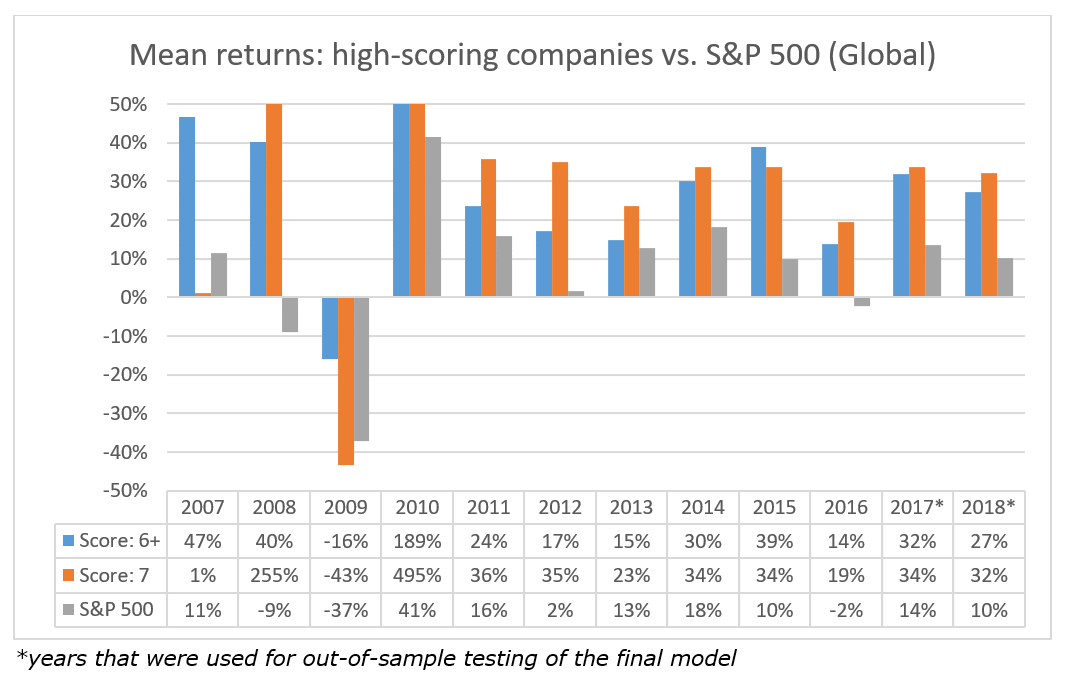 Mean returns: high-scoring companies vs. S&P 500 (Global)
50%
40%
30%
20%
10%
0%
-10%
-20%
-30%
-40%
-50%
2007 2008 2009 2010 2011 2012 2013 2014 2015 2016 2017* 2018*
Score: 6+ 47% 40% -16% 189% 24% 17% 15% 30% 39% 14% 32% 27%
Score: 7 1% 255% -43% 495% 36% 35% 23% 34% 34% 19% 34% 32%
S&P 500 11% -9% -37% 41% 16% 2% 13% 18% 10% -2% 14% 10%
*years that were used for out-of-sample testing of the final model